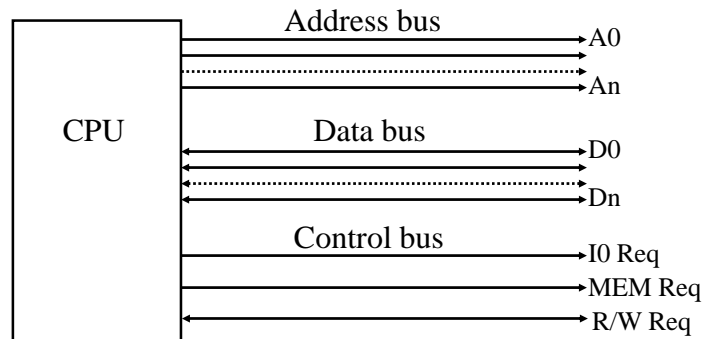 Address bus
A0
An
CPU
Data bus
D0
Dn
Control bus
I0 Req
MEM Req
R/W Req